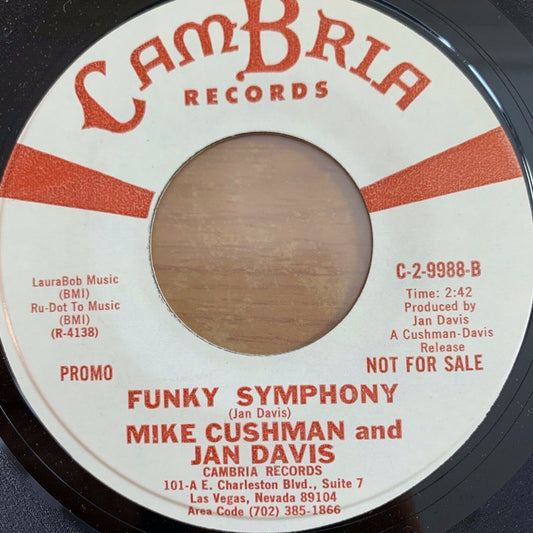 CAMBRIA
RECORDS
LauraBob Music
(BMI)
Ru-Dot To Music
(BMI)
(R-4138)
PROMO
C-2-9988-B
Time: 2:42
Produced by
Jan Davis
A Cushman-Davis
Release
NOT FOR SALE
FUNKY SYMPHONY
(Jan Davis)
MIKE CUSHMAN and
JAN DAVIS
CAMBRIA RECORDS
101-A E. Charleston Blvd., Suite 7
Las Vegas, Nevada 89104
Area Code (702) 385-1866